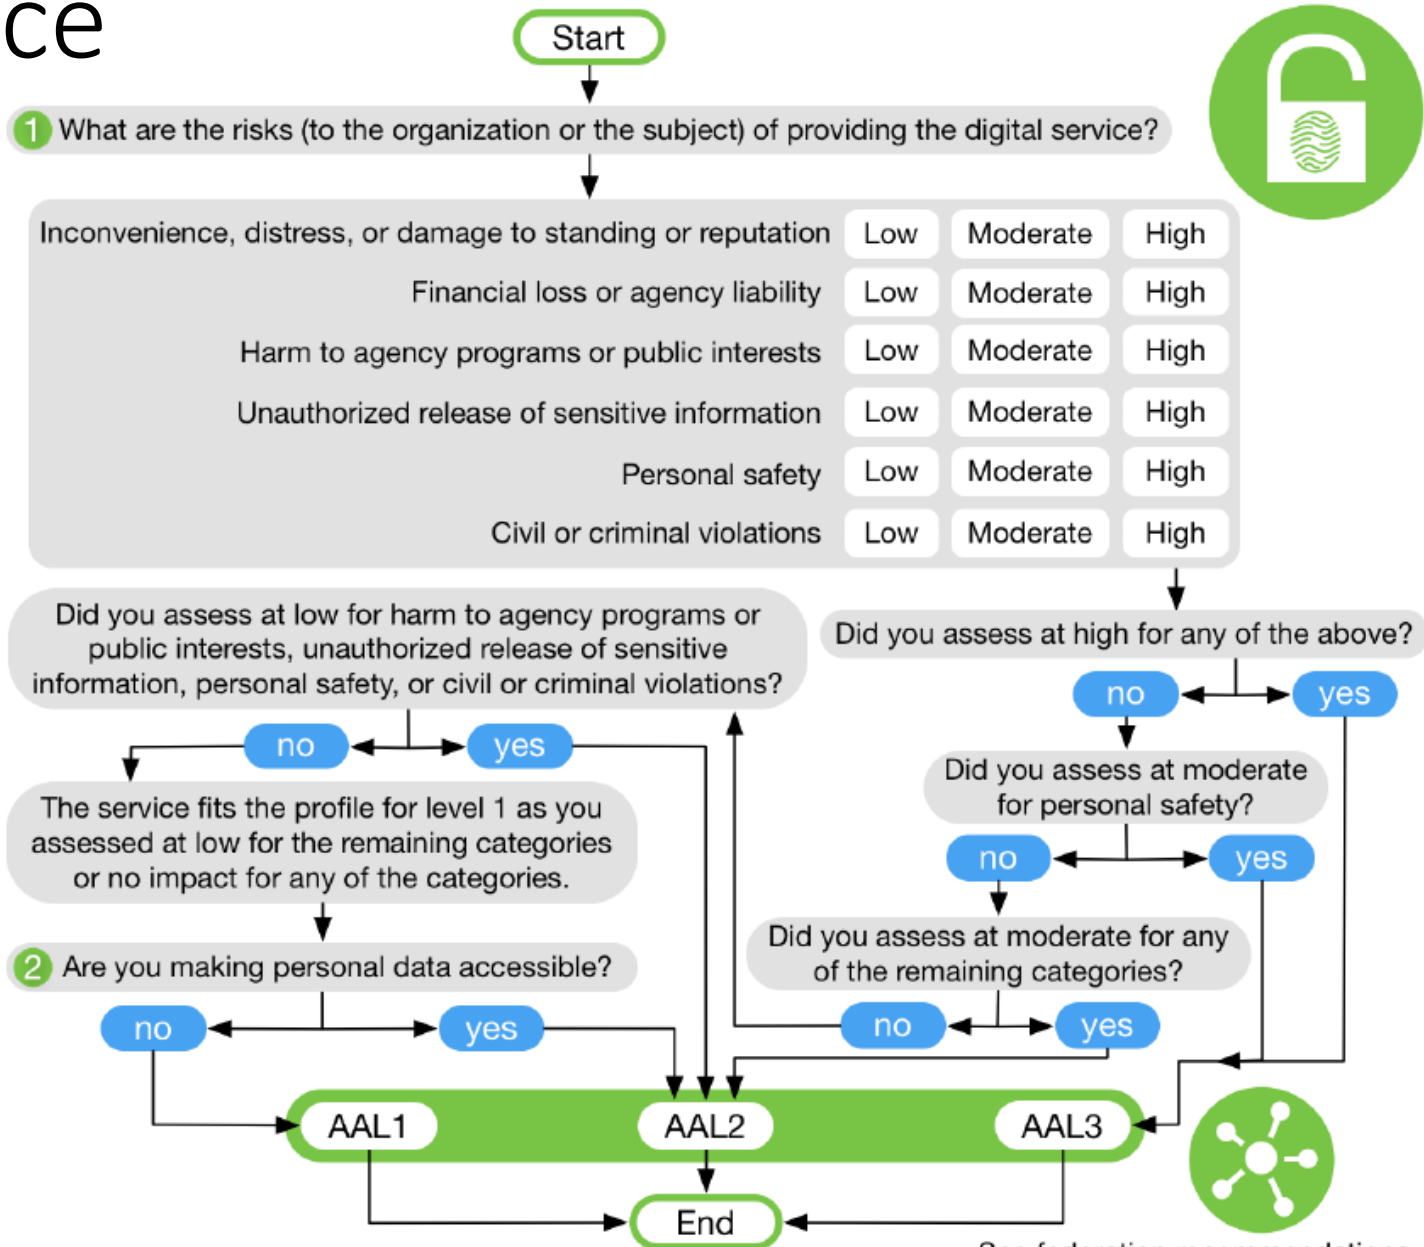 ce
Start
1 What are the risks (to the organization or the subject) of providing the digital service?
Inconvenience, distress, or damage to standing or reputation Low Moderate High
Financial loss or agency liability Low Moderate High
Harm to agency programs or public interests Low Moderate High
Unauthorized release of sensitive information Low Moderate High
Personal safety Low Moderate High
Civil or criminal violations Low Moderate High
Did you assess at high for any of the above?
no yes
Did you assess at moderate
for personal safety?
no yes
Did you assess at moderate for any
of the remaining categories?
no yes
Did you assess at low for harm to agency programs or
public interests, unauthorized release of sensitive
information, personal safety, or civil or criminal violations?
no yes
The service fits the profile for level 1 as you
assessed at low for the remaining categories
or no impact for any of the categories.
2 Are you making personal data accessible?
no yes
AAL1 AAL2 AAL3
End